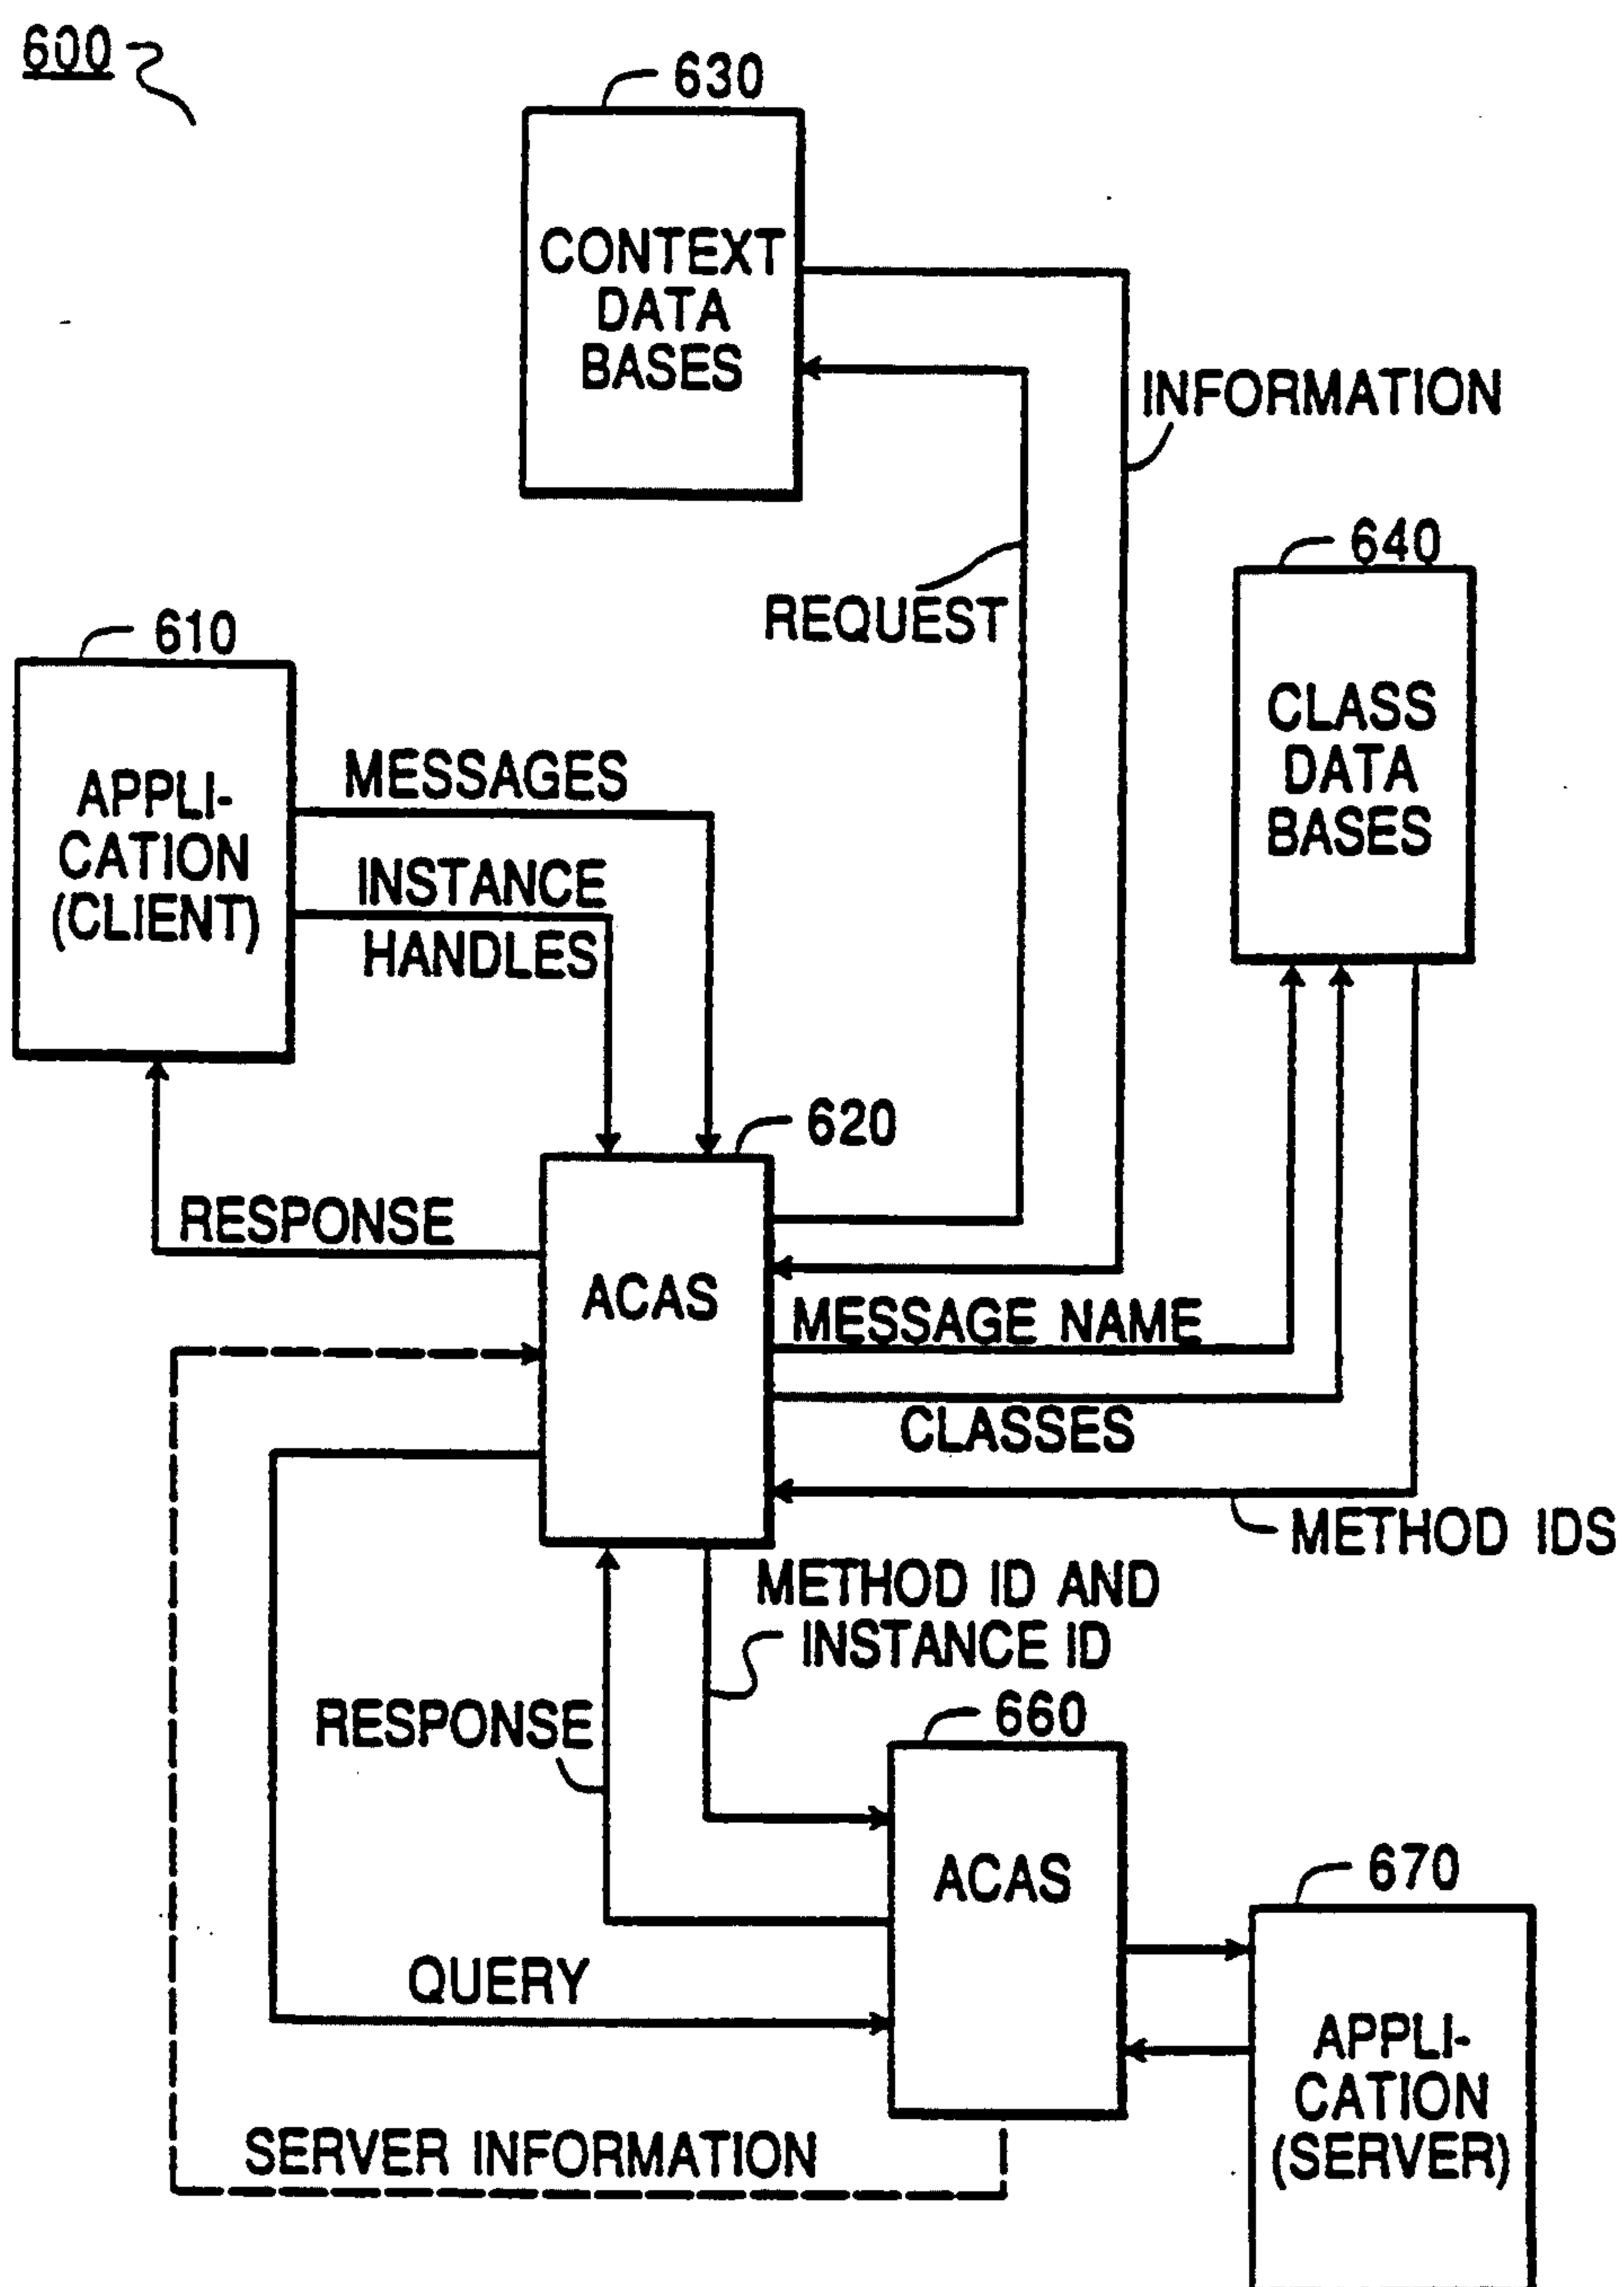 600
630
CONTEXT
DATA
BASES
INFORMATION
REQUEST
640
CLASS
DATA
BASES
610
APPLI-
CATION
(CLIENT)
MESSAGES
INSTANCE
HANDLES
620
RESPONSE
ACAS
MESSAGE NAME
CLASSES
METHOD IDS
METHOD ID AND
INSTANCE ID
RESPONSE
660
ACAS
670
QUERY
APPLI-
CATION
(SERVER)
SERVER INFORMATION